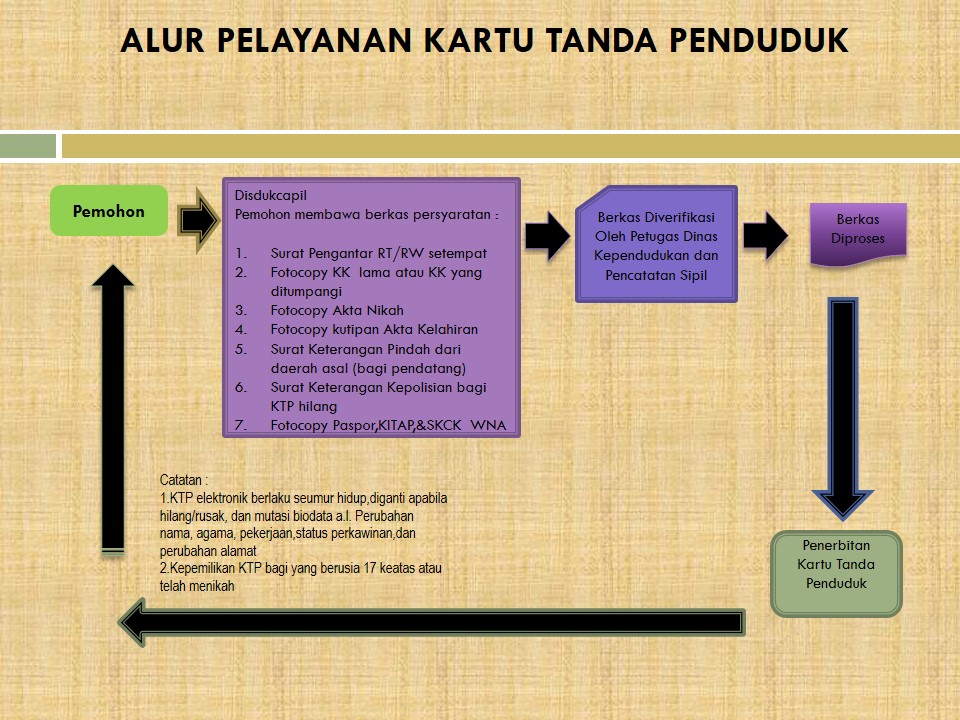 ALUR PELAYANAN KARTU TANDA PENDUDUK
Pemohon
Disdukcapil
Pemohon membawa berkas persyaratan :
1. Surat Pengantar RT/RW setempat
2. Fotocopy KK lama atau KK yang
ditumpangi
3. Fotocopy Akta Nikah
4. Fotocopy kutipan Akta Kelahiran
5. Surat Keterangan Pindah dari
daerah asal (bagi pendatang)
6. Surat Keterangan Kepolisian bagi
KTP hilang
7. Fotocopy Paspor,KITAP,&SKCK WNA
Berkas Diverifikasi
Oleh Petugas Dinas
Kependudukan dan
Pencatatan Sipil
Berkas
Diproses
Penerbitan
Kartu Tanda
Penduduk
Catatan :
1.KTP elektronik berlaku seumur hidup,diganti apabila
hilang/rusak, dan mutasi biodata a.l. Perubahan
nama, agama, pekerjaan,status perkawinan,dan
perubahan alamat
2.Kepemilikan KTP bagi yang berusia 17 keatas atau
telah menikah